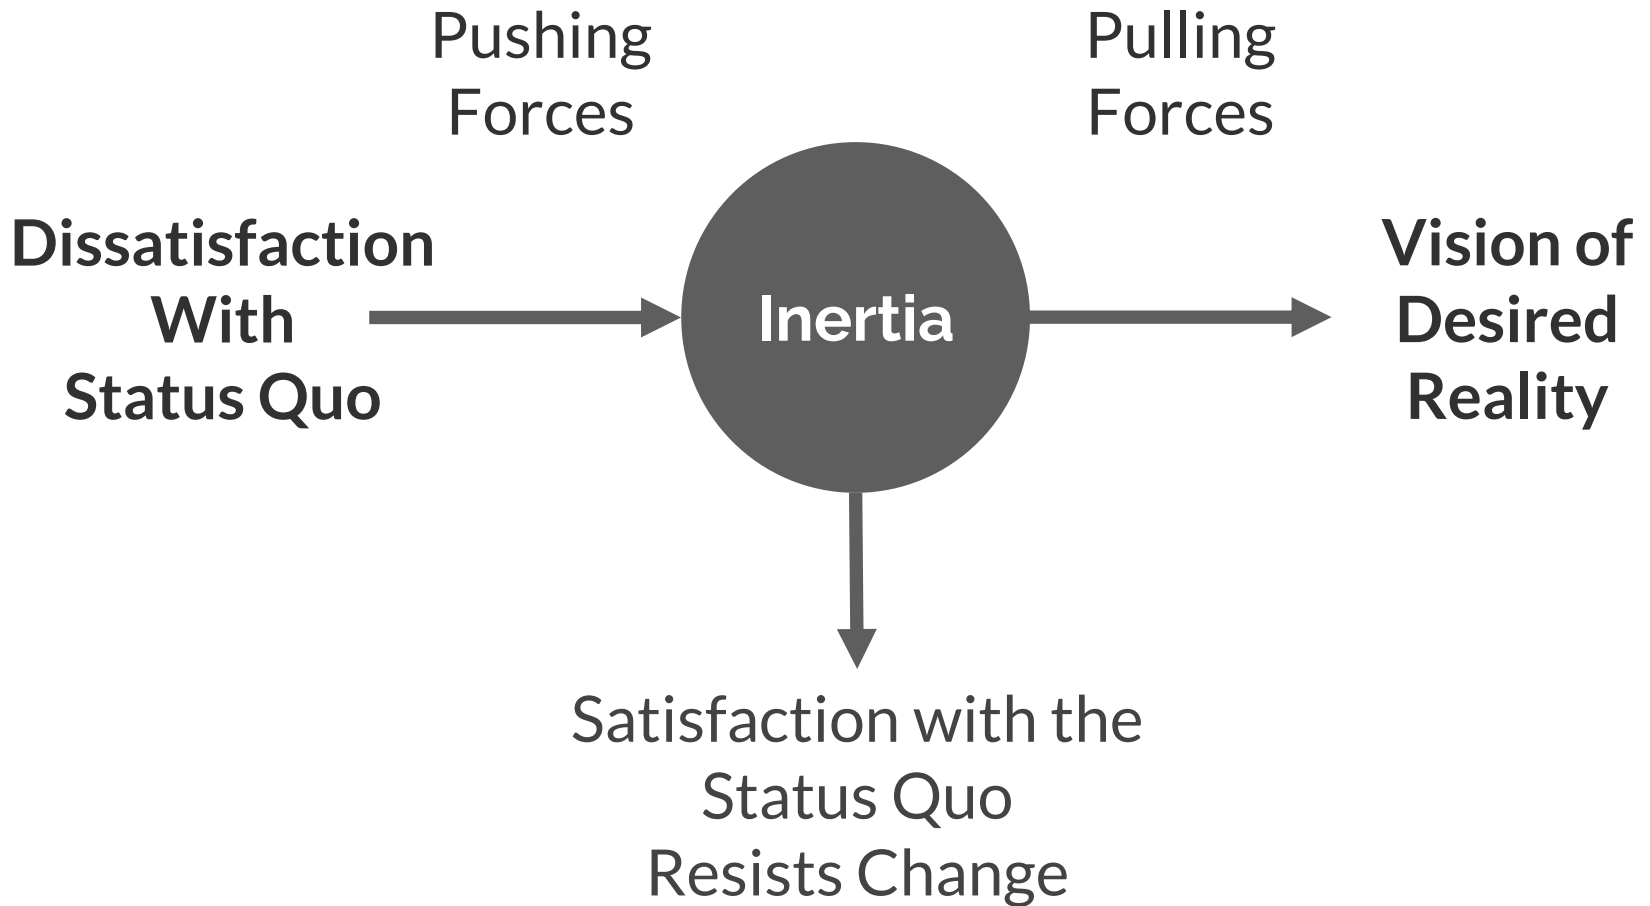 Pushing
Forces
Pulling
Forces
Dissatisfaction
With
Status Quo
Inertia
Vision of
Desired
Reality
Satisfaction with the
Status Quo
Resists Change